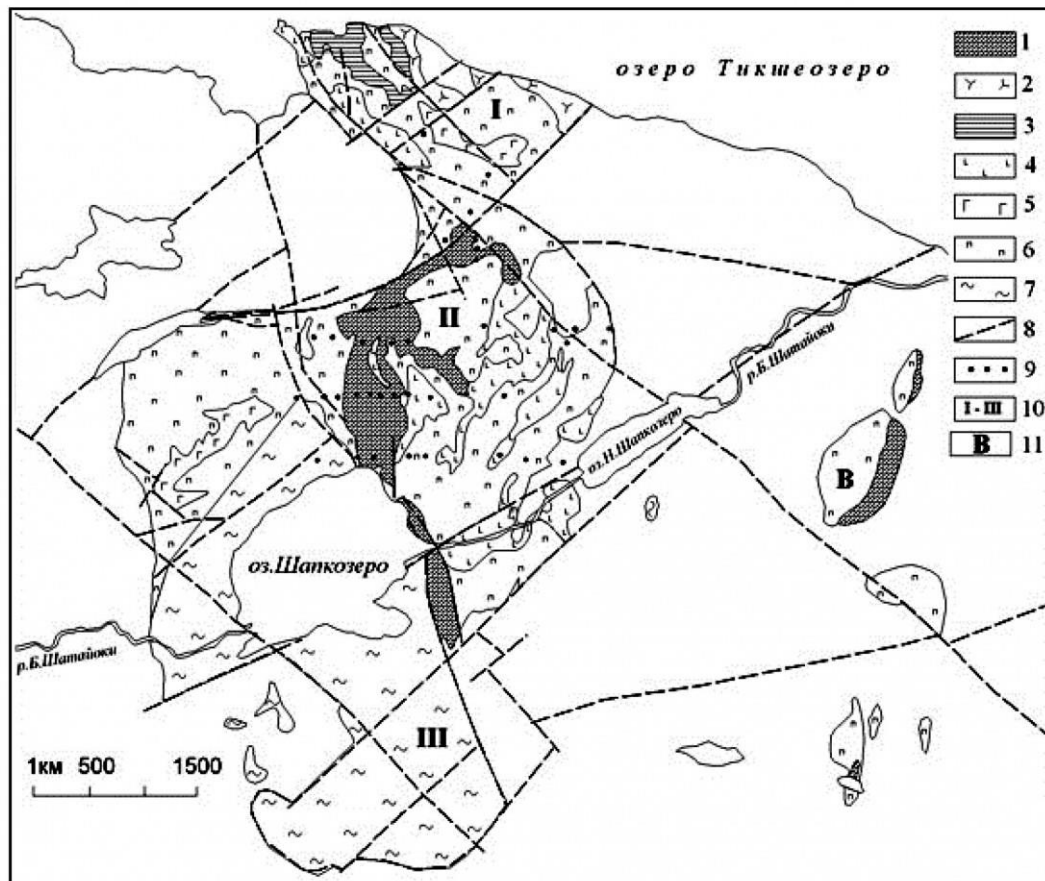 озеро Тикшеозеро
I
II
оз.Н.Шапкозеро
р.Б.Шатайоки
В
оз.Шапкозеро
р.Б.Шатайоки
III
1км 500 1500
1
2
3
4
5
6
7
8
9
I - III 10
В 11